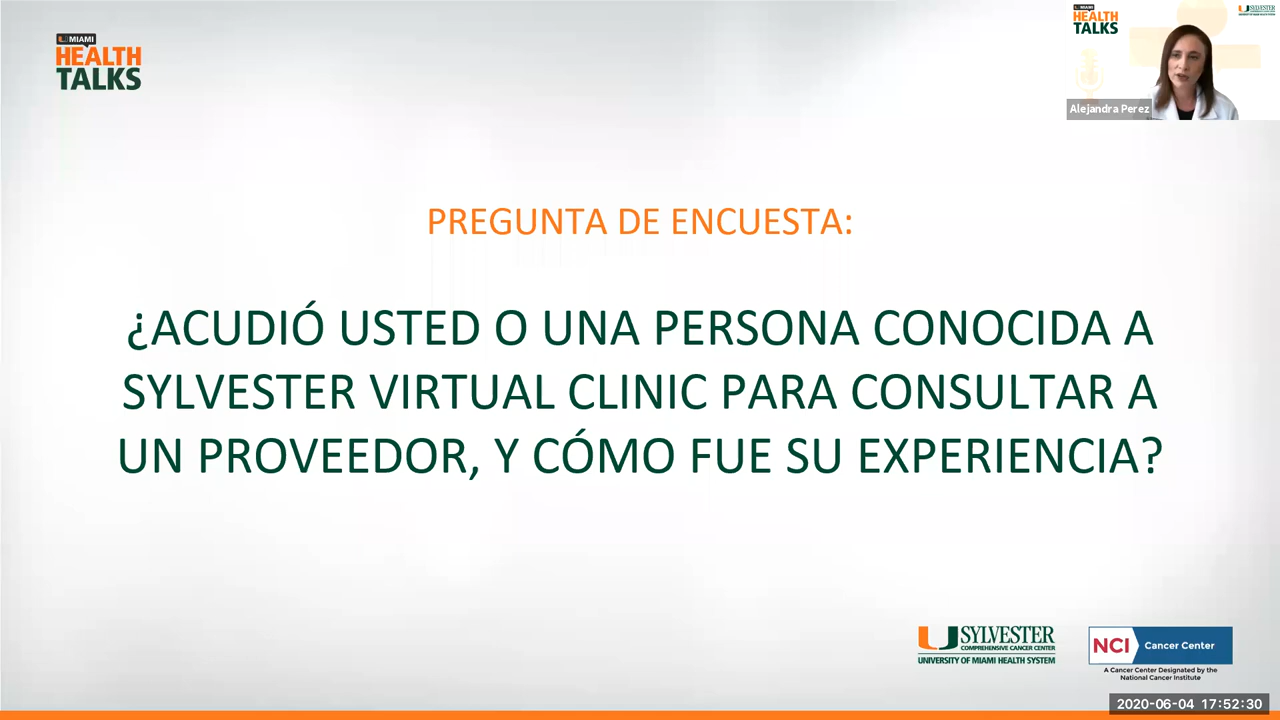 U MIAMI
HEALTH
TALKS
HEALTH
TALKS
SYLVESTER
Alejandra Perez
PREGUNTA DE ENCUESTA:
¿ACUDIÓ USTED O UNA PERSONA CONOCIDA A
SYLVESTER VIRTUAL CLINIC PARA CONSULTAR A
UN PROVEEDOR, Y CÓMO FUE SU EXPERIENCIA?
SYLVESTER
COMPREHENSIVE CANCER CENTER
UNIVERSITY OF MIAMI HEALTH SYSTEM
NCI Cancer Center
A Cancer Center Designated by the
National Cancer Institute
2020-06-04 17:52:30